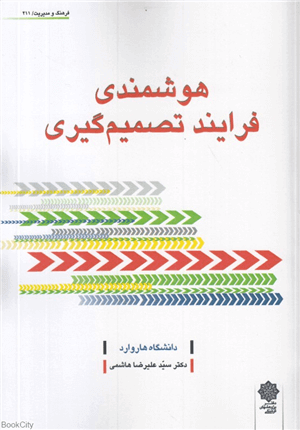 فرهنگ و مدیریت/ ۲۱۱
هوشمندی
فرایند تصمیم‌گیری
دانشگاه هاروارد
دکتر سیّد علیرضا هاشمی
BookCity